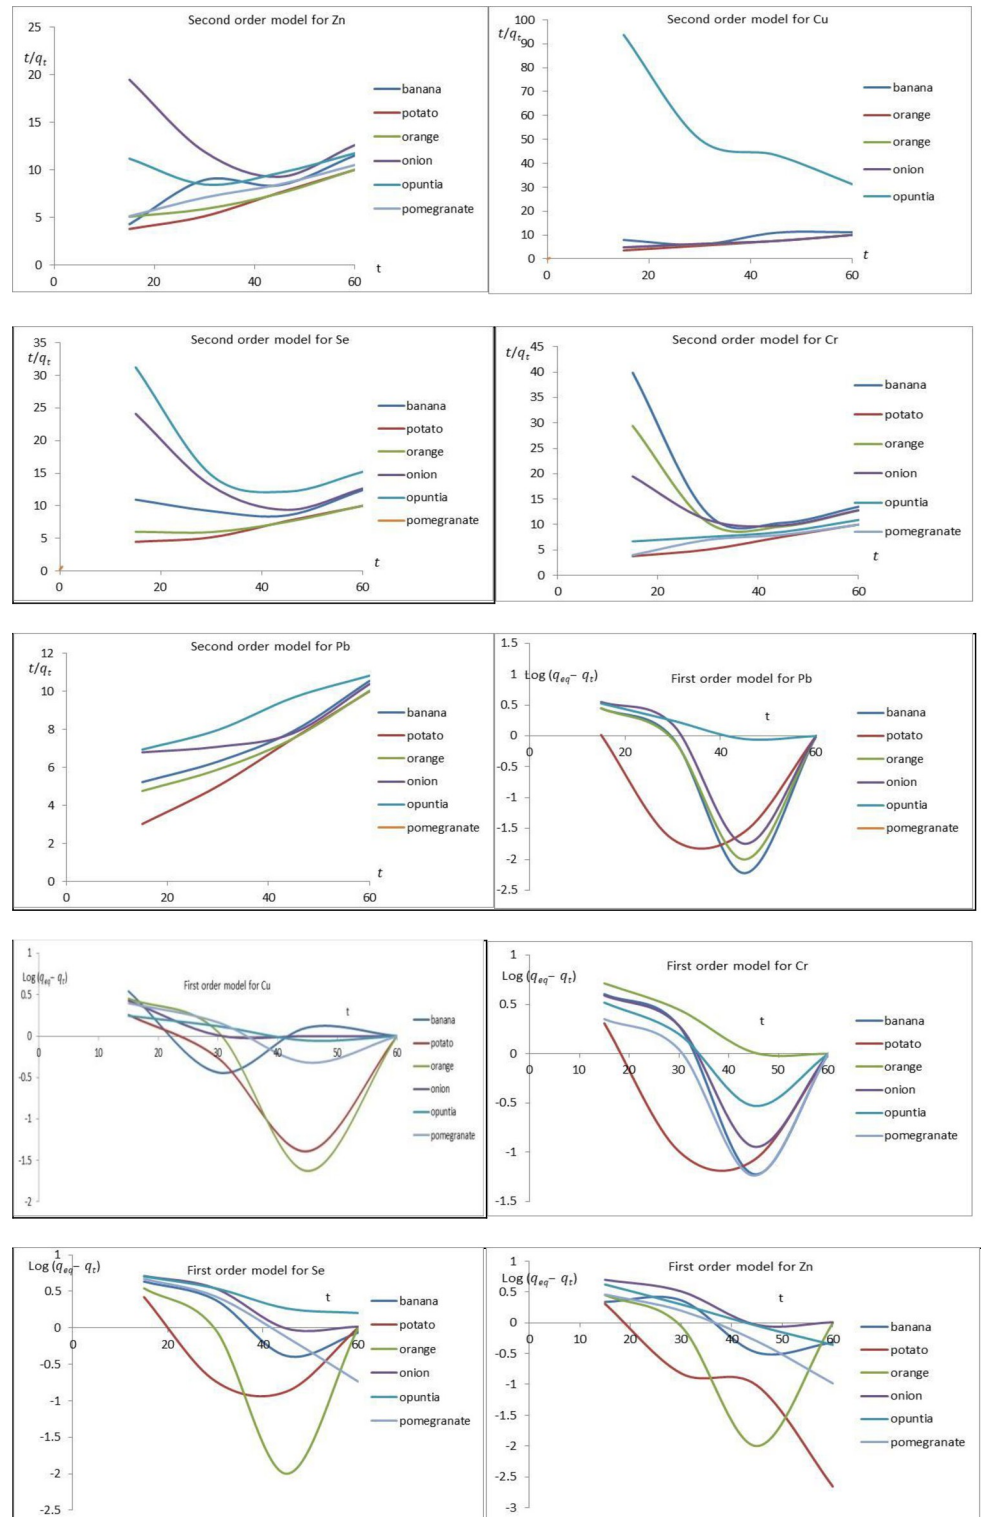 Second order model for Zn
t/qt
25
20
15
10
5
0
0 20 40 60
t
banana
potato
orange
onion
opuntia
pomegranate
Second order model for Cu
t/qt
100
90
80
70
60
50
40
30
20
10
0
0 20 40 60
t
banana
orange
orange
onion
opuntia
Second order model for Se
t/qt
35
30
25
20
15
10
5
0
0 20 40 60
t
banana
potato
orange
onion
opuntia
pomegranate
Second order model for Cr
t/qt
45
40
35
30
25
20
15
10
5
0
0 20 40 60
t
banana
potato
orange
onion
opuntia
pomegranate
Second order model for Pb
t/qt
12
10
8
6
4
2
0
0 20 40 60
t
banana
potato
orange
onion
opuntia
pomegranate
First order model for Pb
Log (qeq– qt)
t
1.5
1
0.5
0
-0.5
-1
-1.5
-2
-2.5
0 20 40 60
banana
potato
orange
onion
opuntia
pomegranate
First order model for Cu
Log (qeq– qt)
t
1
0.5
0
-0.5
-1
-1.5
-2
0 10 20 30 40 50 60
banana
potato
orange
onion
opuntia
pomegranate
First order model for Cr
Log (qeq– qt)
t
1
0.5
0
-0.5
-1
-1.5
0 10 20 30 40 50 60
banana
potato
orange
onion
opuntia
pomegranate
First order model for Se
Log (qeq– qt)
t
1
0.5
0
-0.5
-1
-1.5
-2
-2.5
0 20 40 60
banana
potato
orange
onion
opuntia
pomegranate
First order model for Zn
Log (qeq– qt)
t
1
0.5
0
-0.5
-1
-1.5
-2
-2.5
-3
0 10 20 30 40 50 60
banana
potato
orange
onion
opuntia
pomegranate